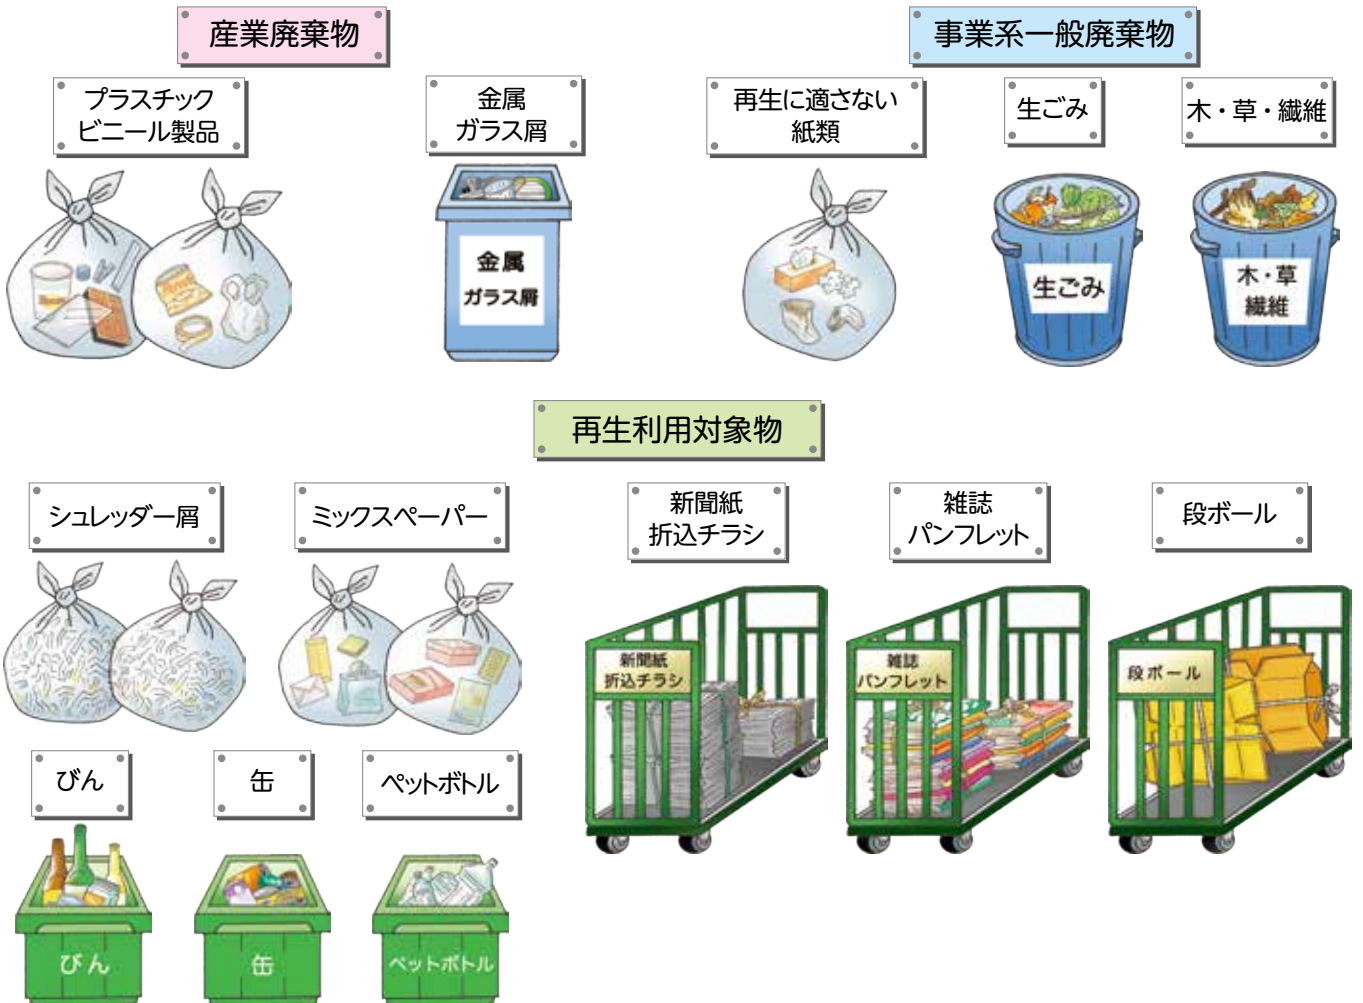 産業廃棄物
事業系一般廃棄物
プラスチック
ビニール製品
金属
ガラス屑
再生に適さない
紙類
生ごみ
木・草・繊維
金属
ガラス屑
生ごみ
木・草
繊維
再生利用対象物
シュレッダー屑
ミックスペーパー
新聞紙
折込チラシ
雑誌
パンフレット
段ボール
新聞紙
折込チラシ
雑誌
パンフレット
段ボール
びん
缶
ペットボトル
びん
缶
ペットボトル